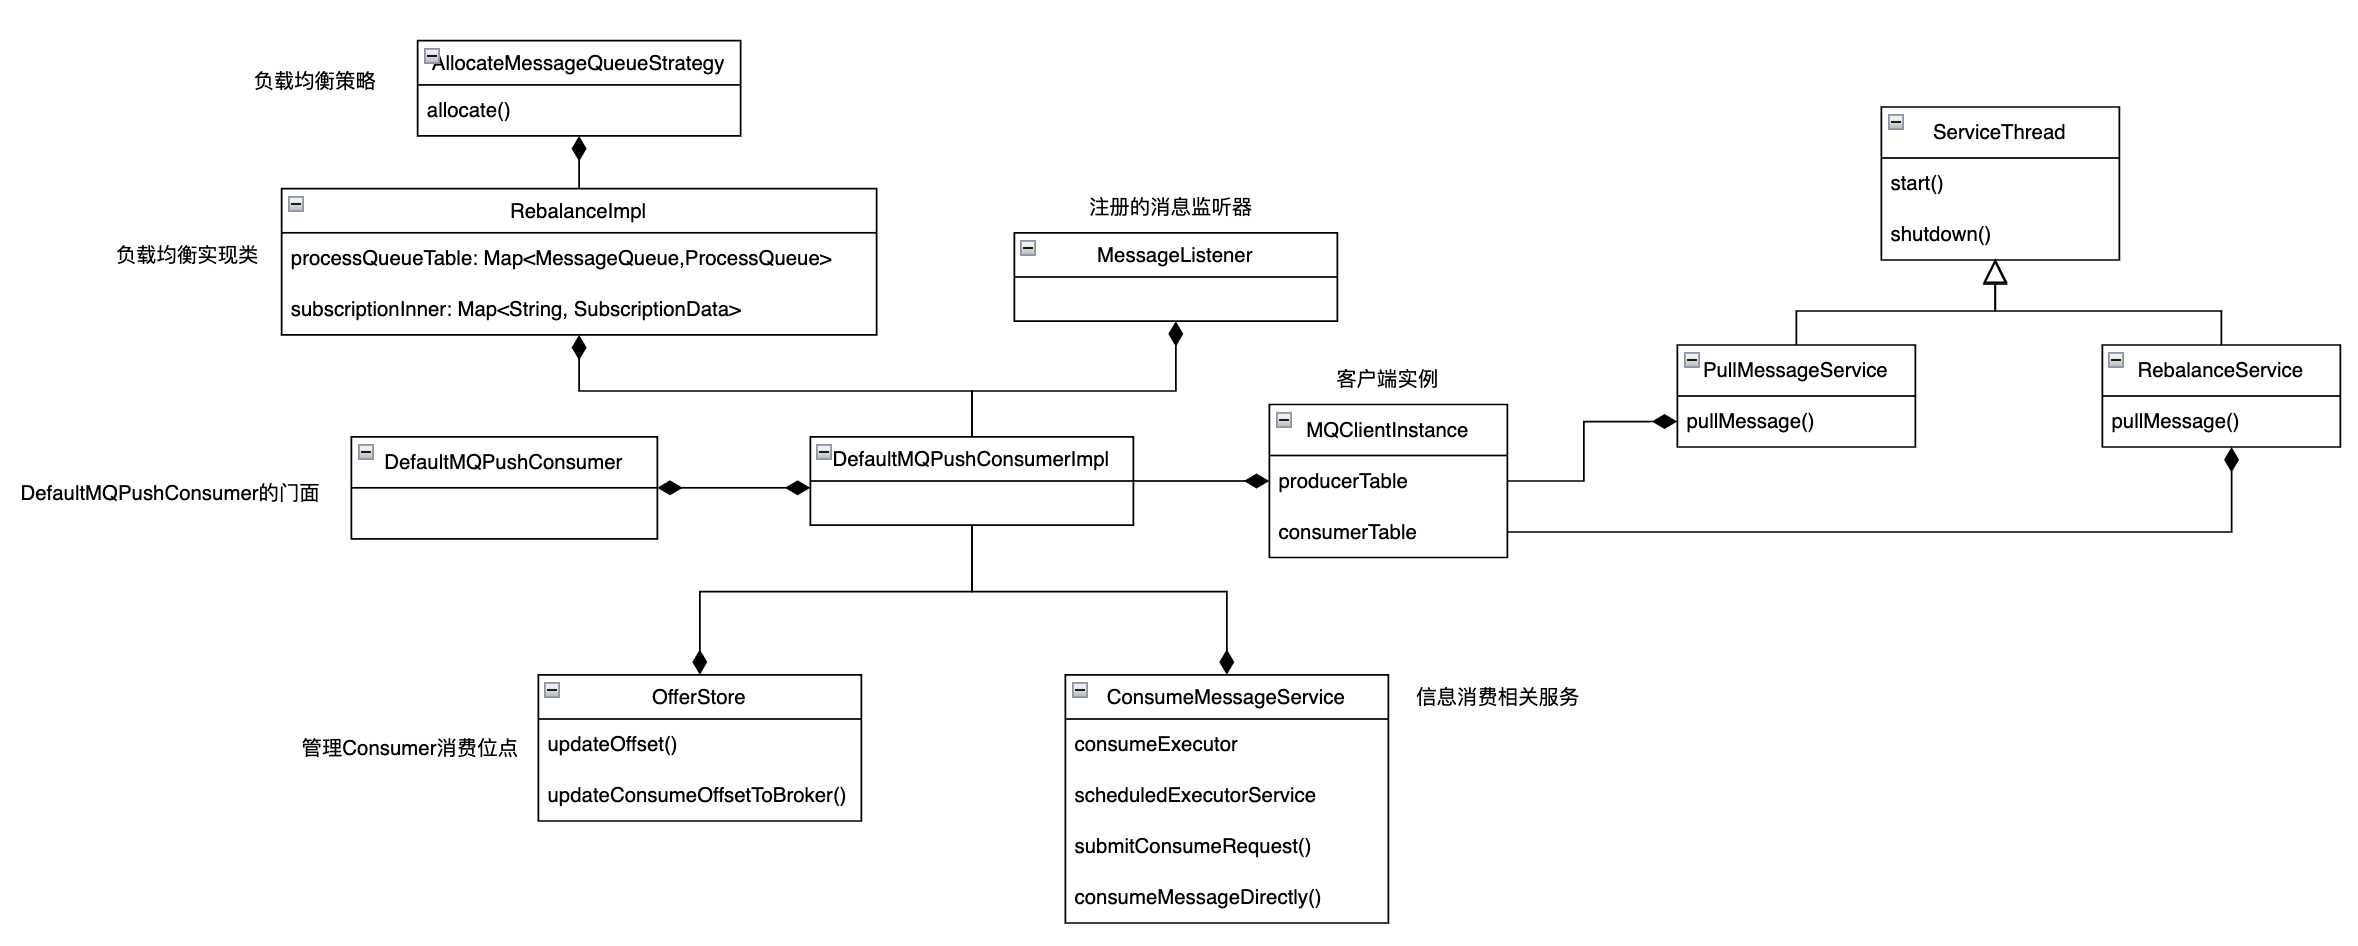 负载均衡策略
AllocateMessageQueueStrategy
allocate()
负载均衡实现类
RebalanceImpl
processQueueTable: Map<MessageQueue,ProcessQueue>
subscriptionInner: Map<String, SubscriptionData>
注册的消息监听器
MessageListener
ServiceThread
start()
shutdown()
PullMessageService
pullMessage()
RebalanceService
pullMessage()
客户端实例
MQClientInstance
producerTable
consumerTable
DefaultMQPushConsumer的门面
DefaultMQPushConsumer
DefaultMQPushConsumerImpl
管理Consumer消费位点
OfferStore
updateOffset()
updateConsumeOffsetToBroker()
ConsumeMessageService
consumeExecutor
scheduledExecutorService
submitConsumeRequest()
consumeMessageDirectly()
信息消费相关服务